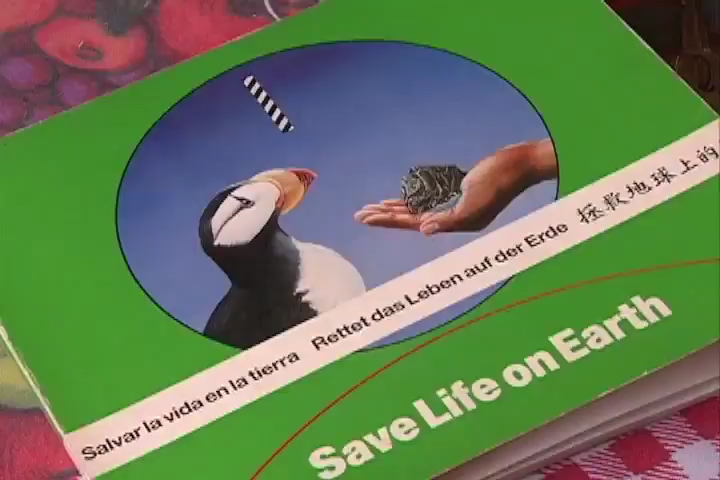 Salvar la vida en la tierra Rettet das Leben auf der Erde 拯救地球上的
Save Life on Earth